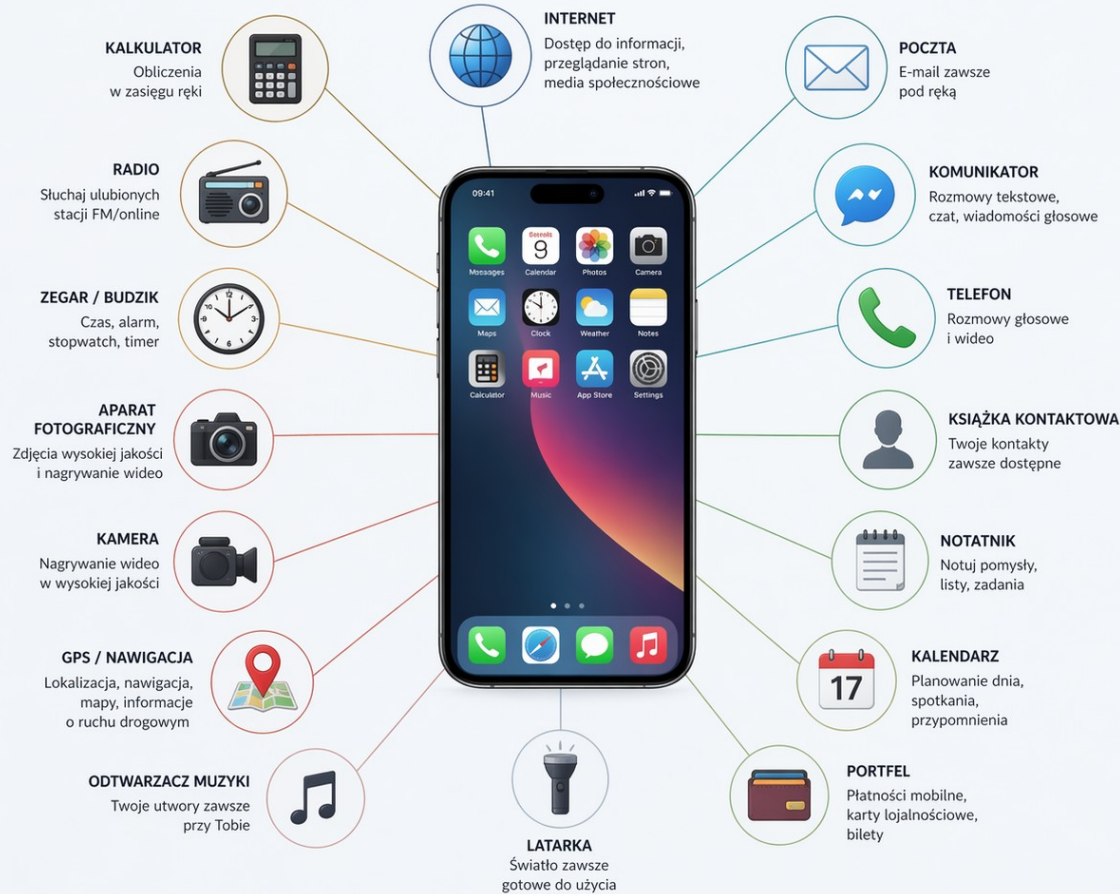 KALKULATOR
Obliczenia
w zasięgu ręki
INTERNET
Dostęp do informacji,
przeglądanie stron,
media społecznościowe
POCZTA
E-mail zawsze
pod ręką
RADIO
Słuchaj ulubionych
stacji FM/online
KOMUNIKATOR
Rozmowy tekstowe,
czat, wiadomości głosowe
ZEGAR / BUDZIK
Czas, alarm,
stopwatch, timer
TELEFON
Rozmowy głosowe
i wideo
APARAT
FOTOGRAFICZNY
Zdjęcia wysokiej jakości
i nagrywanie wideo
KSIĄŻKA KONTAKTOWA
Twoje kontakty
zawsze dostępne
KAMERA
Nagrywanie wideo
w wysokiej jakości
NOTATNIK
Notuj pomysły,
listy, zadania
GPS / NAWIGACJA
Lokalizacja, nawigacja,
mapy, informacje
o ruchu drogowym
17
KALENDARZ
Planowanie dnia,
spotkania,
przypomnienia
ODTWARZACZ MUZYKI
Twoje utwory zawsze
przy Tobie
LATARKA
Światło zawsze
gotowe do użycia
PORTFEL
Płatności mobilne,
karty lojalnościowe,
bilety
09:41
9
Messages Calendar Photos Camera
Maps Clock Weather Notes
Calculator Music App Store Settings